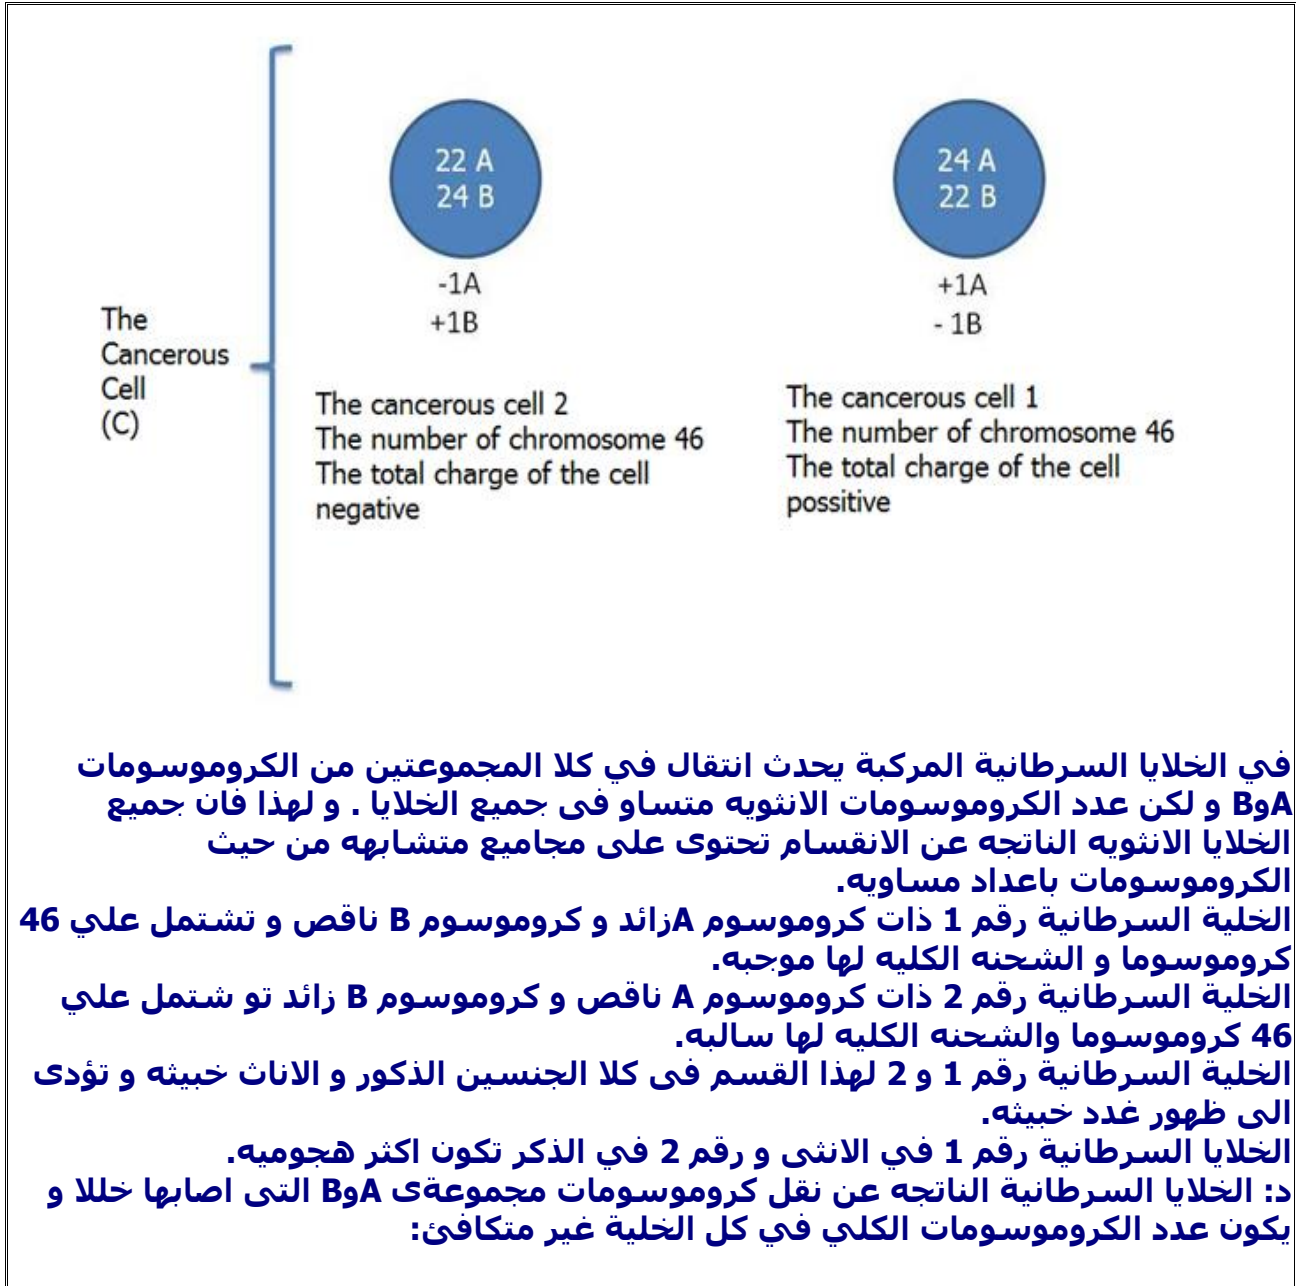 22 A
24 B
-1A
+1B
24 A
22 B
+1A
- 1B
The
Cancerous
Cell
(C)
The cancerous cell 2
The number of chromosome 46
The total charge of the cell
negative
The cancerous cell 1
The number of chromosome 46
The total charge of the cell
possitive
في الخلايا السرطانية المركبة يحدث انتقال في كلا المجموعتين من الكروموسومات
AوB و لكن عدد الكروموسومات الانثويه متساو فى جميع الخلايا . و لهذا فان جميع
الخلايا الانثويه الناتجه عن الانقسام تحتوى على مجاميع متشابهه من حيث
الكروموسومات باعداد مساويه.
الخلية السرطانية رقم 1 ذات كروموسوم Aزائد و كروموسوم B ناقص و تشتمل علي 46
كروموسوما و الشحنه الكليه لها موجبه.
الخلية السرطانية رقم 2 ذات كروموسوم A ناقص و كروموسوم B زائد تو شتمل علي
46 كروموسوما والشحنه الكليه لها سالبه.
الخلية السرطانية رقم 1 و 2 لهذا القسم فى كلا الجنسين الذكور و الاناث خبيثه و تؤدى
الى ظهور غدد خبيثه.
الخلايا السرطانية رقم 1 في الانثى و رقم 2 في الذكر تكون اكثر هجوميه.
د: الخلايا السرطانية الناتجه عن نقل كروموسومات مجموعةى AوB التى اصابها خللا و
يكون عدد الكروموسومات الكلي في كل الخلية غير متكافئ: